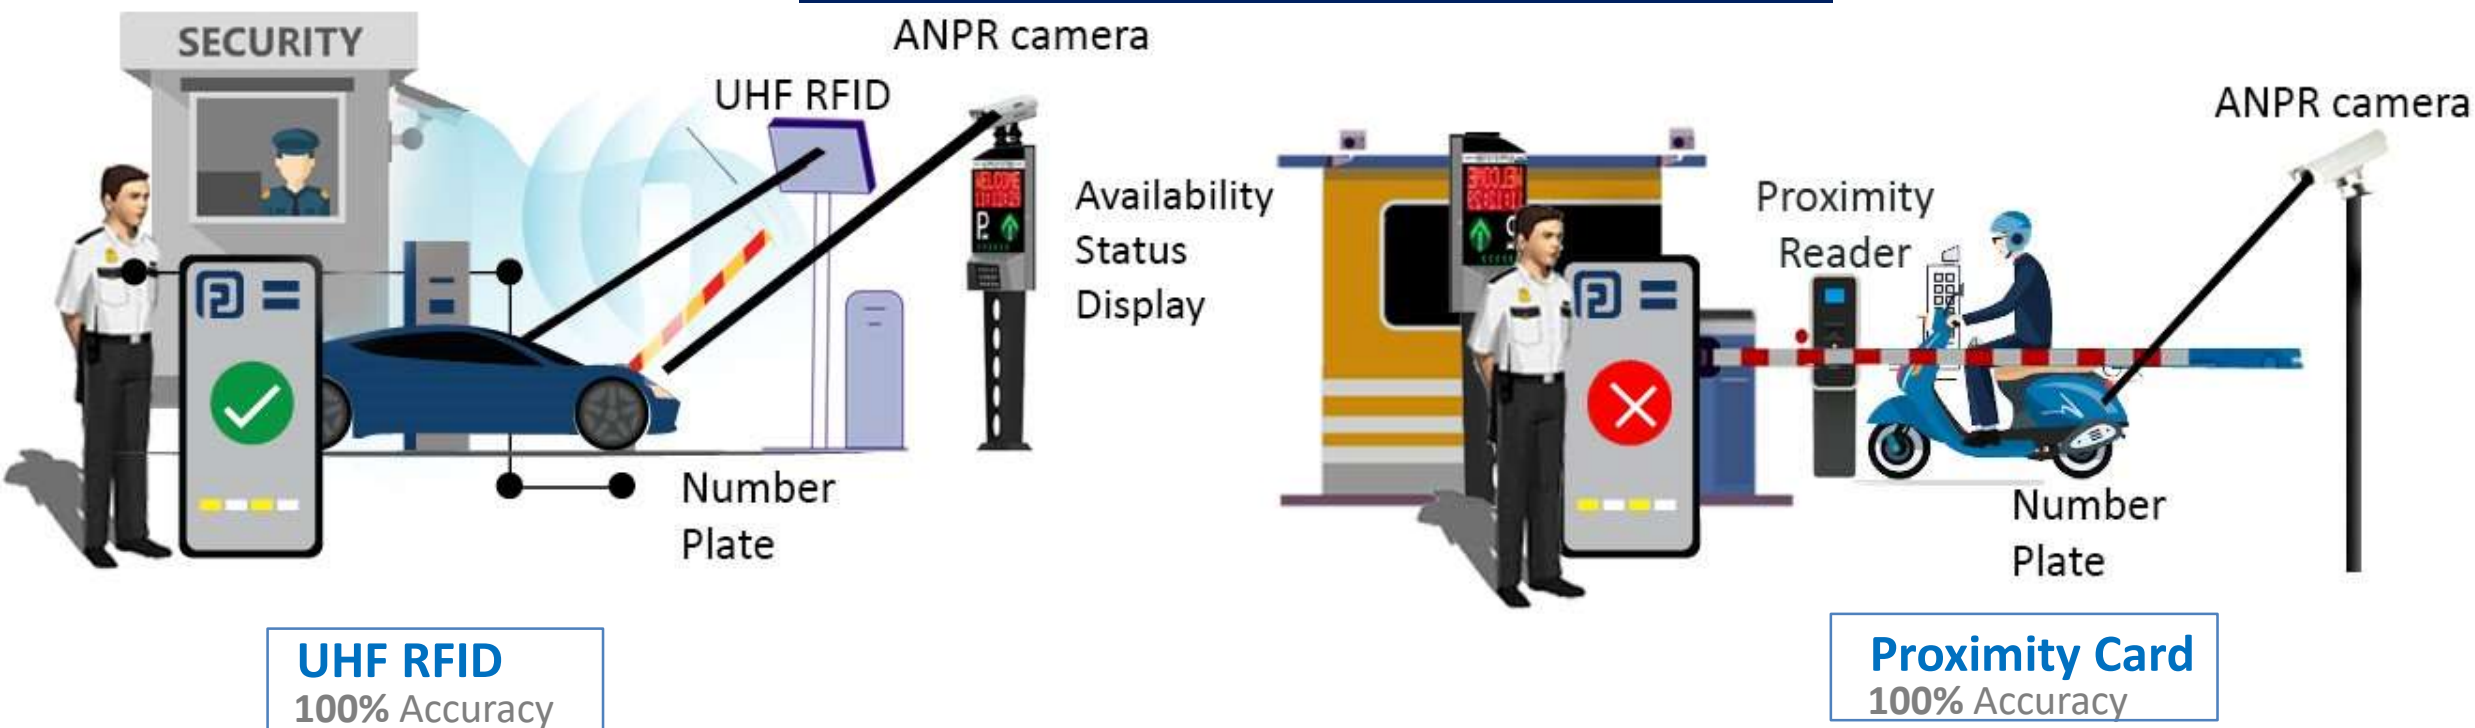 SECURITY
ANPR camera
UHF RFID
WELCOME
P
Availability
Status
Display
Number
Plate
UHF RFID
100% Accuracy
ANPR camera
Proximity
Reader
Number
Plate
Proximity Card
100% Accuracy